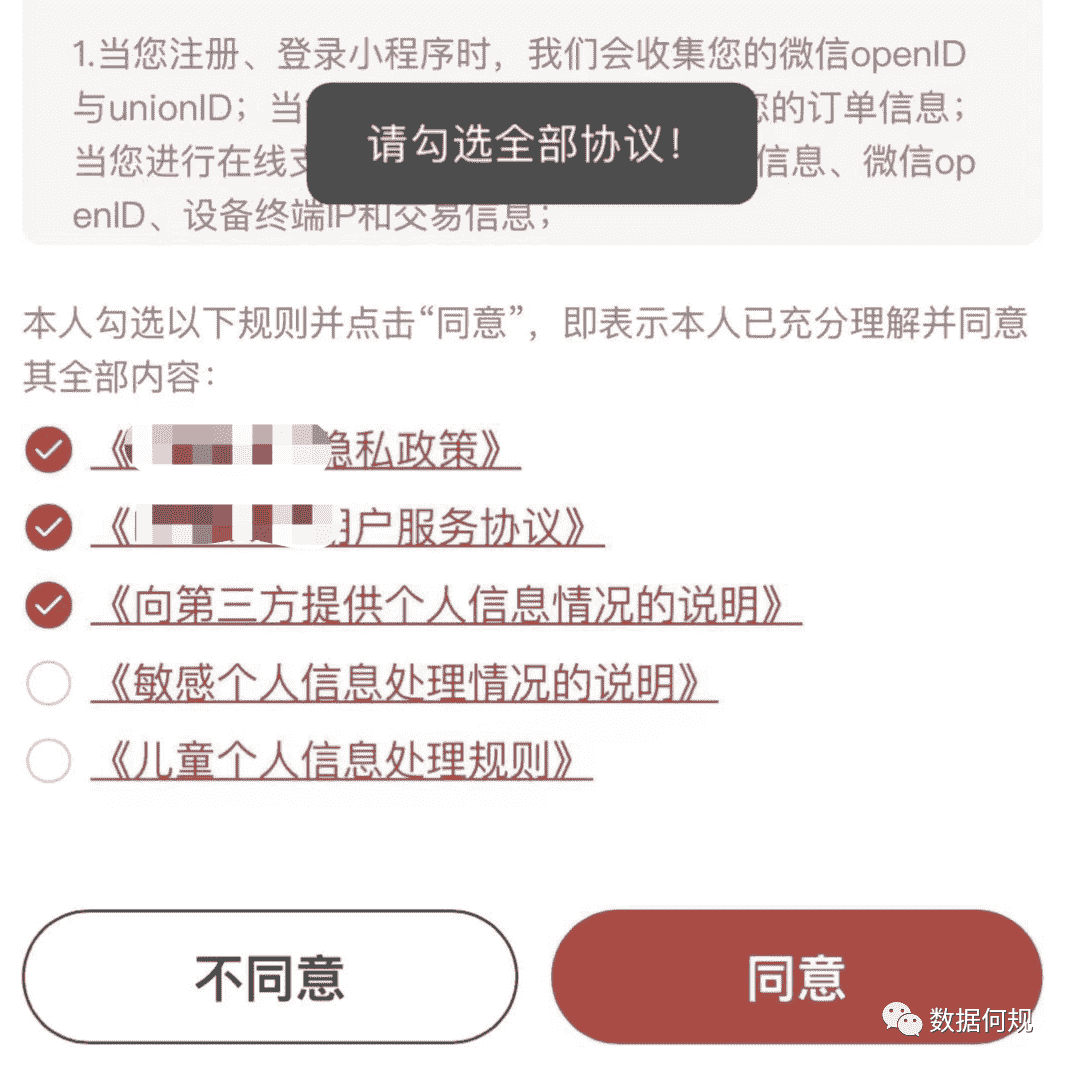 1.当您注册、登录小程序时，我们会收集您的微信openID
与unionID；当
请勾选全部协议！
您的订单信息；
当您进行在线支
信息、微信op
enID、设备终端IP和交易信息；
本人勾选以下规则并点击“同意”，即表示本人已充分理解并同意
其全部内容：
《 隐私政策》
《 用户服务协议》
《向第三方提供个人信息情况的说明》
《敏感个人信息处理情况的说明》
《儿童个人信息处理规则》
不同意
同意
数据何规